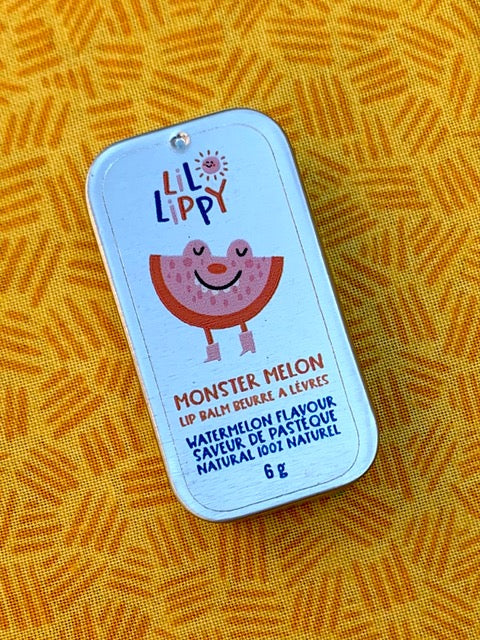 LiL
LiPPY
MONSTER MELON
LIP BALM BEURRE A LÈVRES
WATERMELON FLAVOUR
SAVEUR DE PASTÈQUE
NATURAL 100% NATUREL
6 g